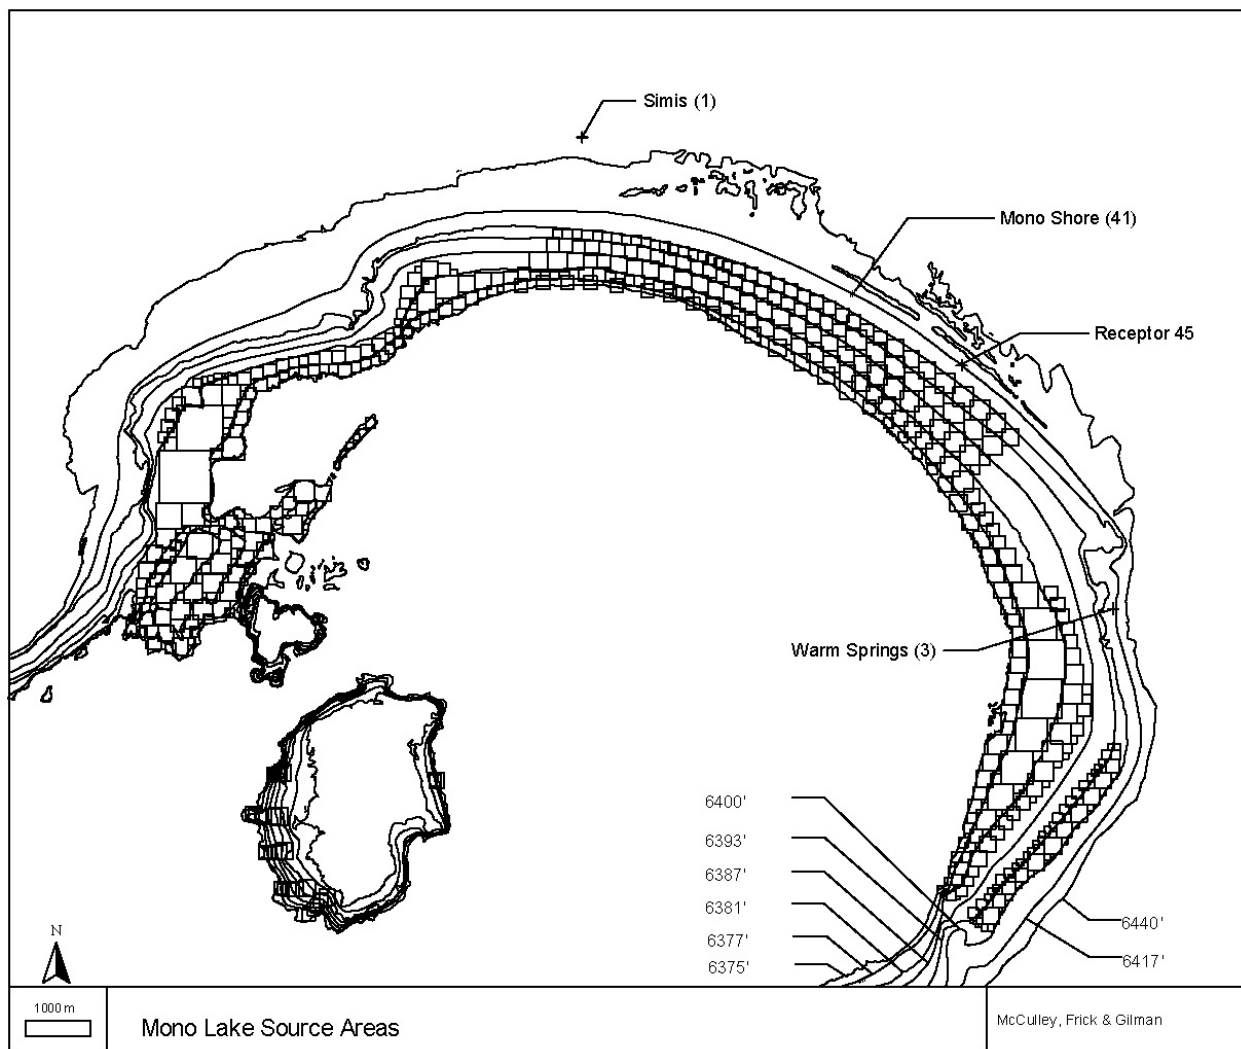 Simis (1)
Mono Shore (41)
Receptor 45
Warm Springs (3)
6400'
6393'
6387'
6381'
6377'
6375'
6440'
6417'
N
1000 m
Mono Lake Source Areas
McCulley, Frick & Gilman